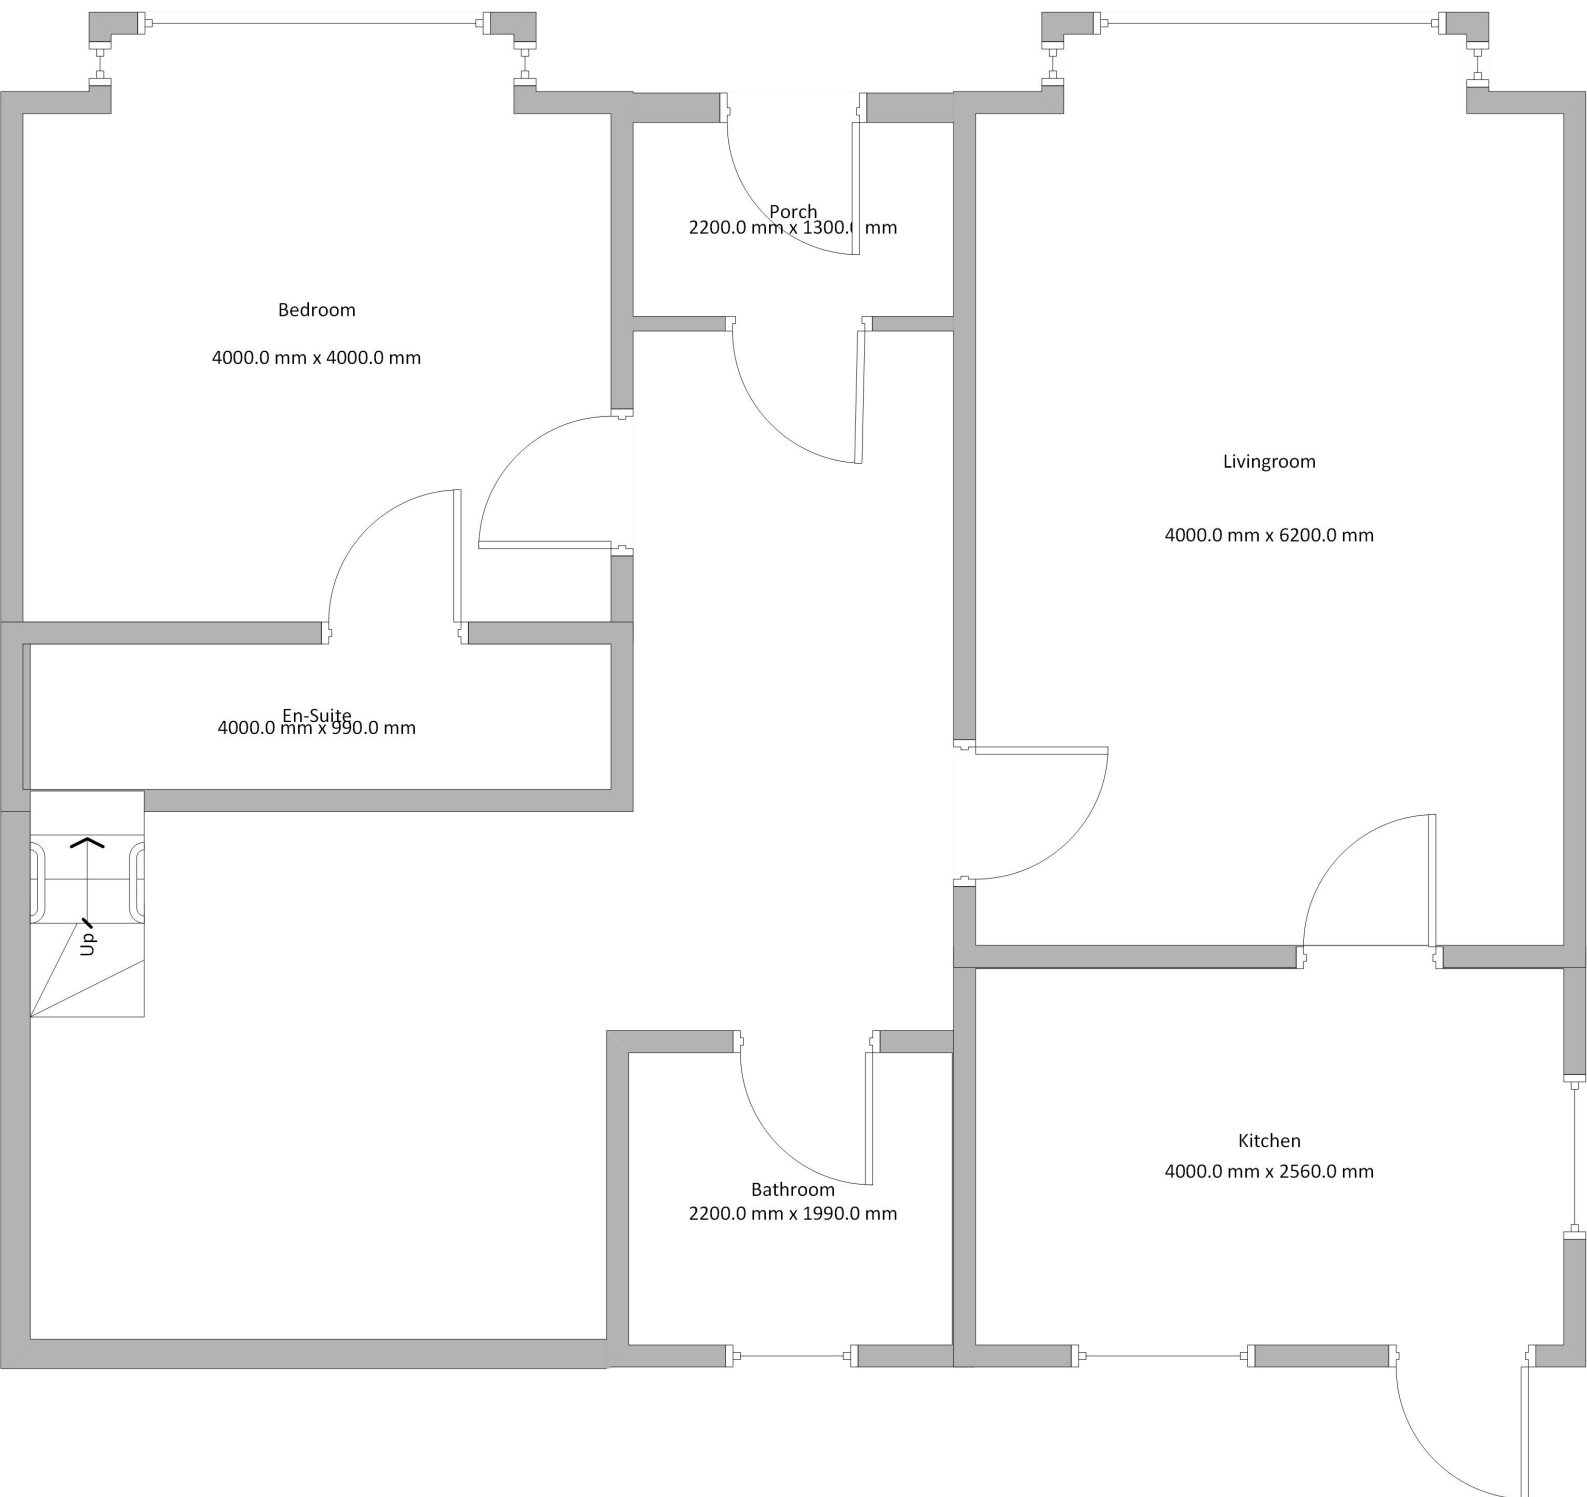 Porch
2200.0 mm x 1300.0 mm
Bedroom
4000.0 mm x 4000.0 mm
Livingroom
4000.0 mm x 6200.0 mm
En-Suite
4000.0 mm x 990.0 mm
Up
Kitchen
4000.0 mm x 2560.0 mm
Bathroom
2200.0 mm x 1990.0 mm